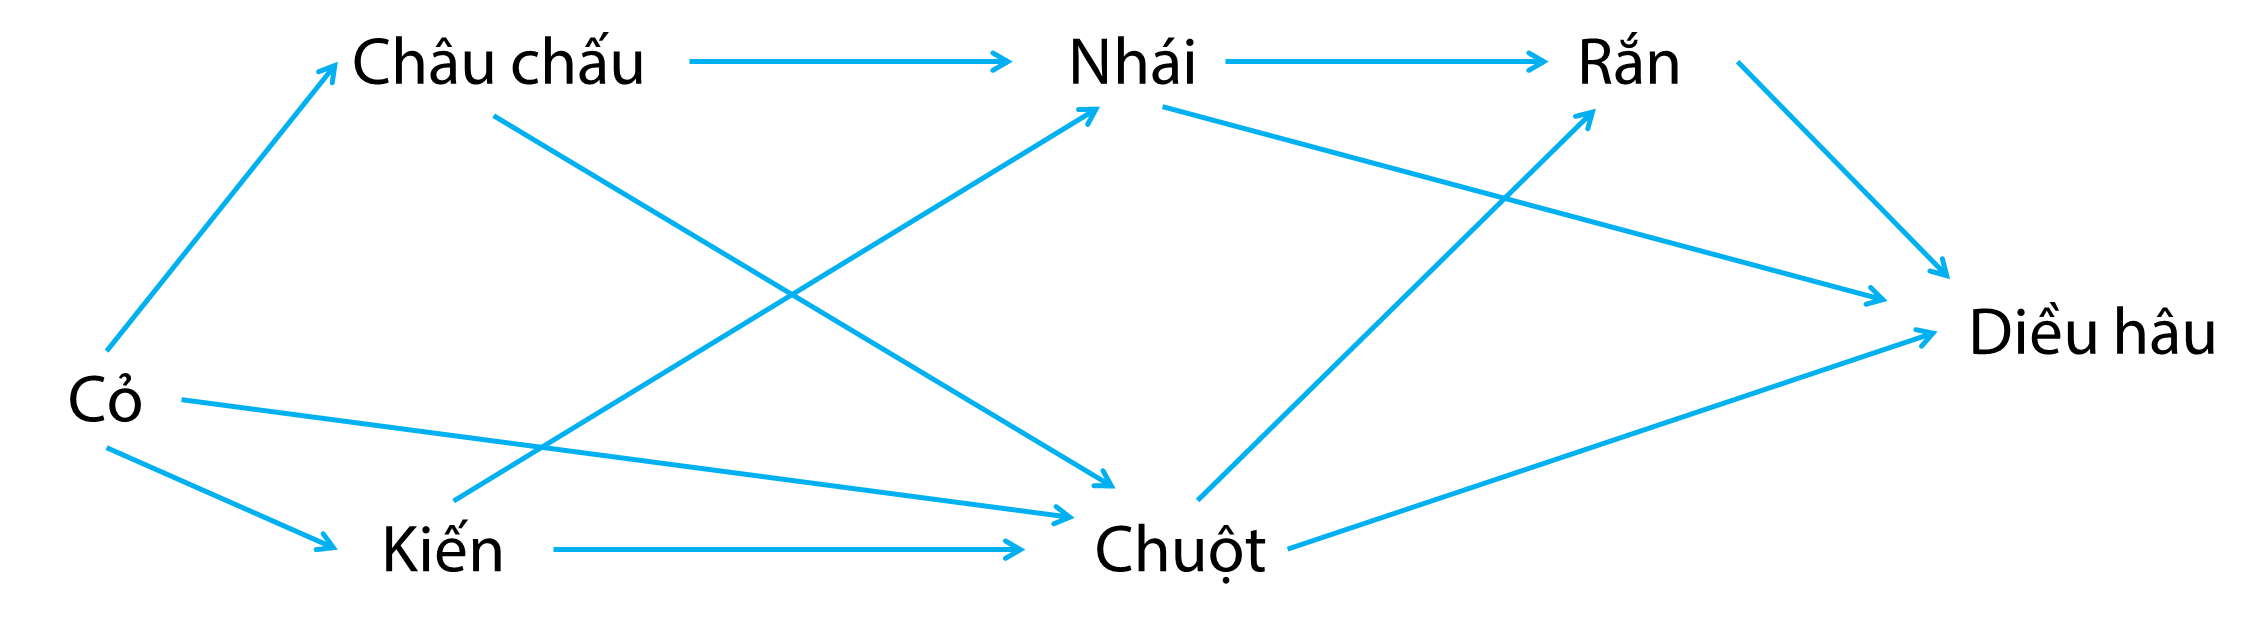 Châu chấu
Nhái
Rắn
Diều hâu
Cỏ
Kiến
Chuột